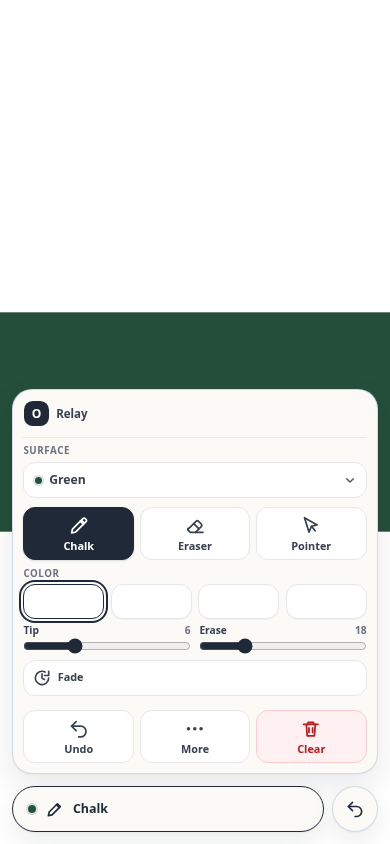 O Relay
SURFACE
Green
Chalk Eraser Pointer
COLOR
Tip 6 Erase 18
Fade
Undo More Clear
Chalk